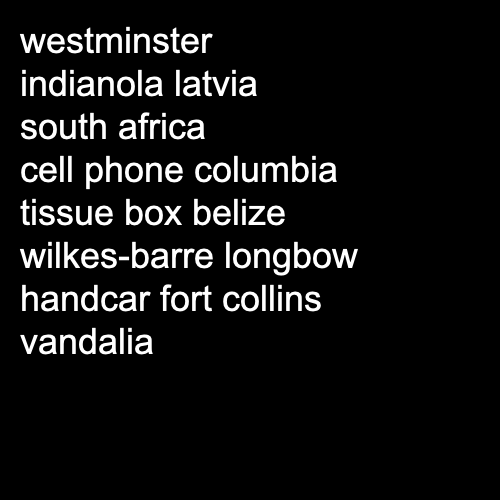 westminster
indianola latvia
south africa
cell phone columbia
tissue box belize
wilkes-barre longbow
handcar fort collins
vandalia